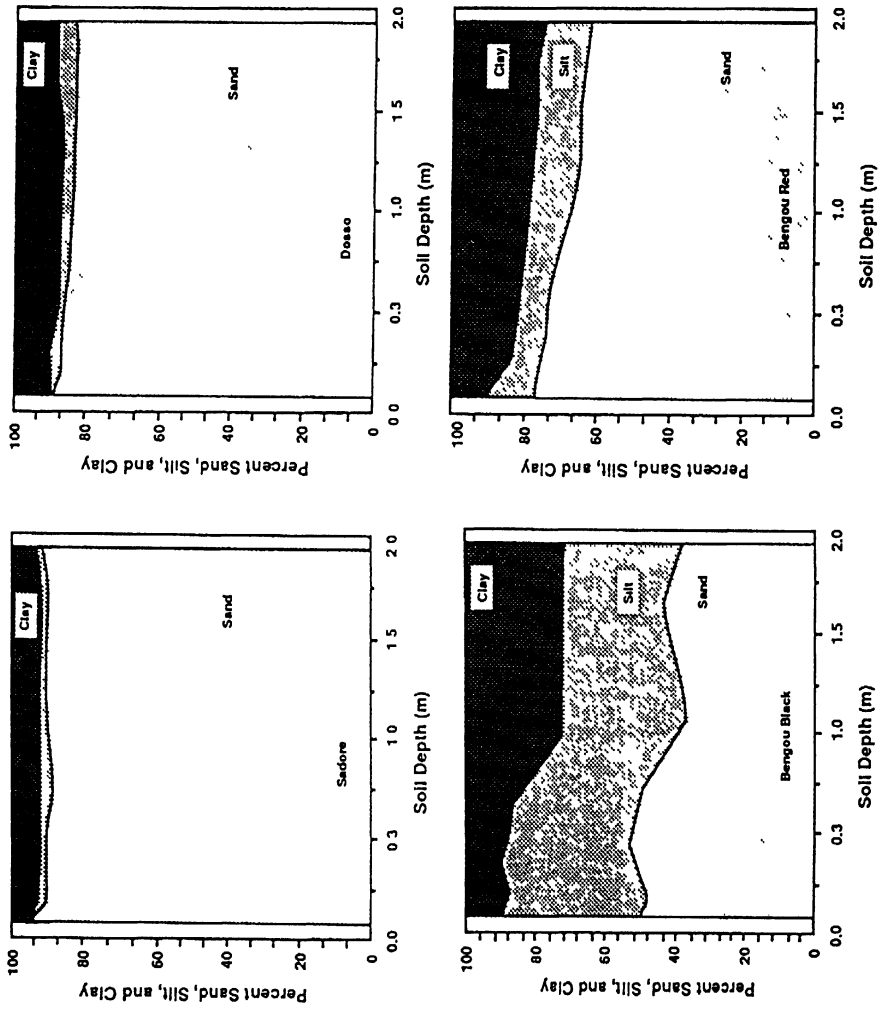 100
80
60
40
20
0
Percent Sand, Silt, and Clay
Clay
Sand
Sadore
0.0
0.3
1 0
1.5
2 0
Soil Depth (m)
100
80
60
40
20
0
Percent Sand, Silt, and Clay
Clay
Sand
Dosso
0.0
0.3
1.0
1 5
2.0
Soil Depth (m)
100
80
60
40
20
0
Percent Sand, Silt, and Clay
Clay
Silt
Sand
Bengou Black
0.0
0.3
1.0
1.5
2.0
Soil Depth (m)
100
80
60
40
20
0
Percent Sand, Silt, and Clay
Clay
Silt
Sand
Bengou Red
0.0
0.3
1.0
1.5
2.0
Soil Depth (m)